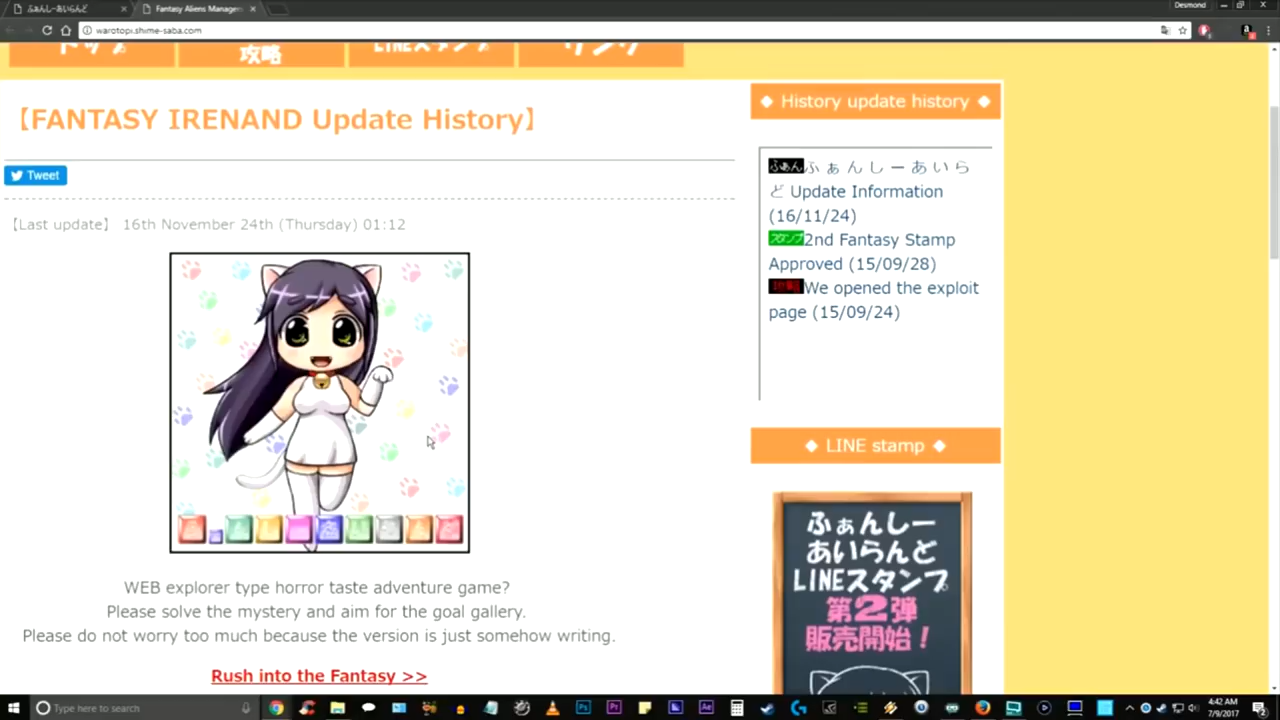 ふぁんしーあいらんど
Fantasy Aliens Manage
Desmond
warotopi.shime-saba.com
トップ
攻略
LINEスタンプ
リンク
【FANTASY IRENAND Update History】
Tweet
【Last update】 16th November 24th (Thursday) 01:12
WEB explorer type horror taste adventure game?
Please solve the mystery and aim for the goal gallery.
Please do not worry too much because the version is just somehow writing.
Rush into the Fantasy >>
◆ History update history ◆
ふぁん ふ ぁ ん し ー あ い ら
ど Update Information
(16/11/24)
スタンプ 2nd Fantasy Stamp
Approved (15/09/28)
We opened the exploit
page (15/09/24)
◆ LINE stamp ◆
ふぁんしー
あいらんど
LINEスタンプ
第2弾
販売開始！
Type here to search
4:42 AM
7/9/2017